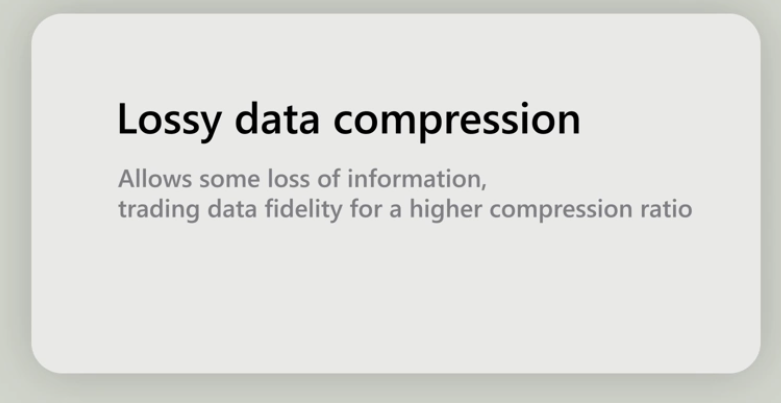 Lossy data compression
Allows some loss of information,
trading data fidelity for a higher compression ratio